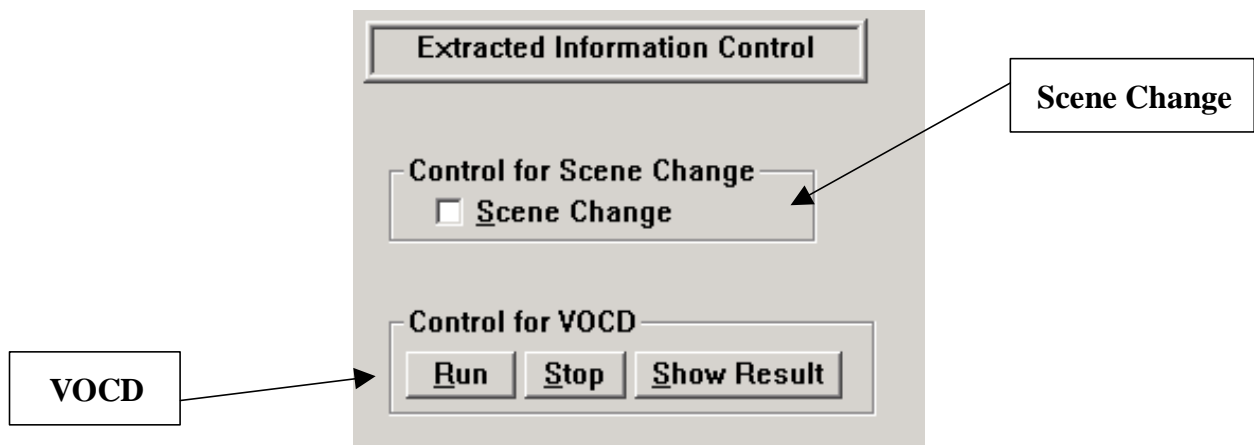 Extracted Information Control
Scene Change
Control for Scene Change
Scene Change
Control for VOCD
Run Stop Show Result
VOCD